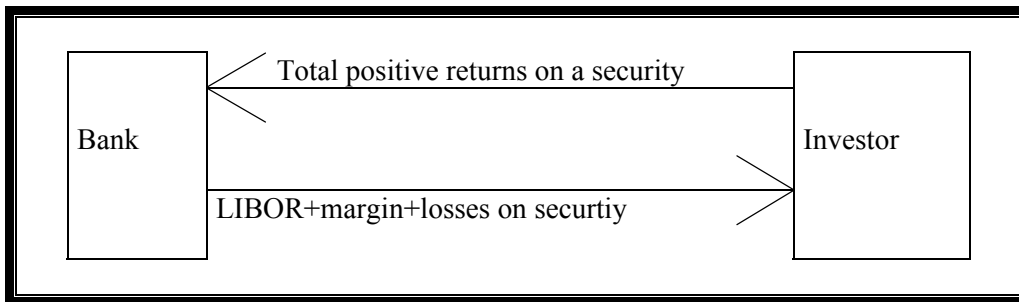 Total positive returns on a security
Bank
Investor
LIBOR+margin+losses on securtiy